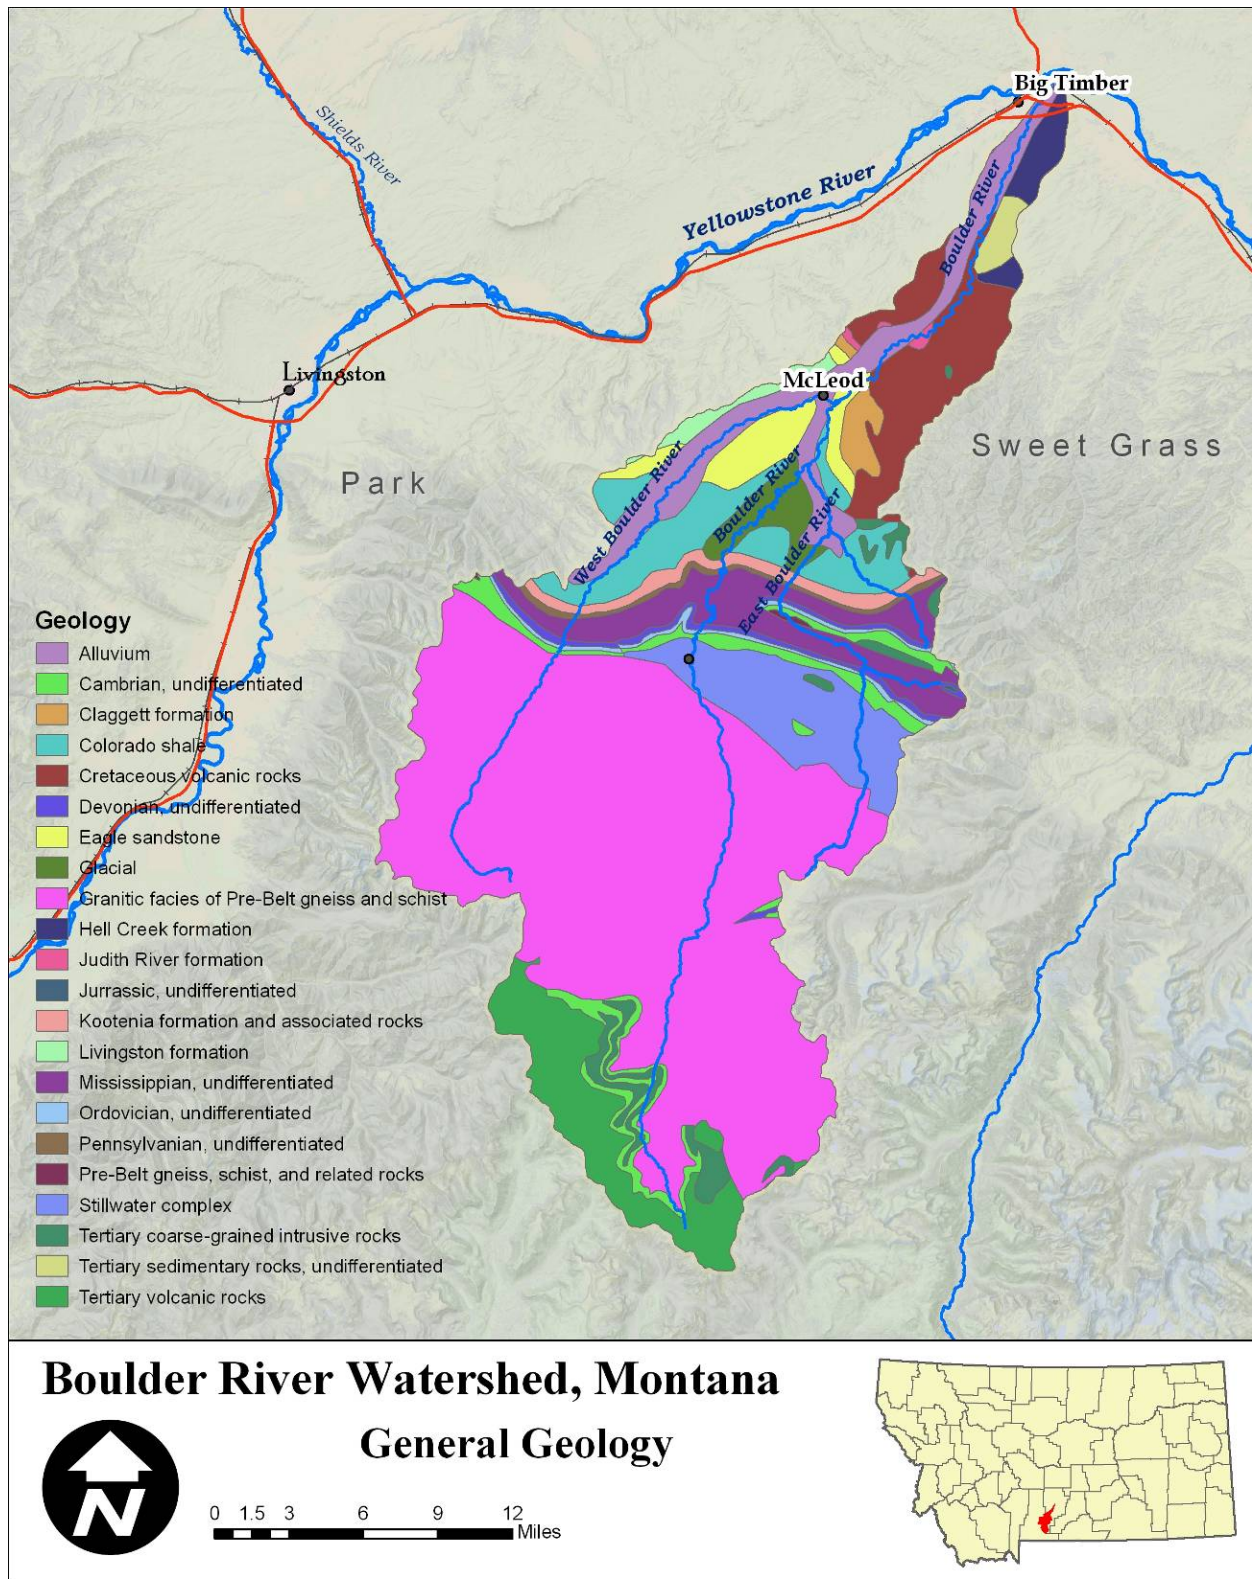 Big Timber
Shields River
Yellowstone River
Boulder River
Livingston
McLeod
Sweet Grass
Park
West Boulder River
Boulder River
East Boulder River
Geology
Alluvium
Cambrian, undifferentiated
Claggett formation
Colorado shale
Cretaceous volcanic rocks
Devonian, undifferentiated
Eagle sandstone
Glacial
Granitic facies of Pre-Belt gneiss and schist
Hell Creek formation
Judith River formation
Jurrassic, undifferentiated
Kootenia formation and associated rocks
Livingston formation
Mississippian, undifferentiated
Ordovician, undifferentiated
Pennsylvanian, undifferentiated
Pre-Belt gneiss, schist, and related rocks
Stillwater complex
Tertiary coarse-grained intrusive rocks
Tertiary sedimentary rocks, undifferentiated
Tertiary volcanic rocks
Boulder River Watershed, Montana
General Geology
N
0 1.5 3 6 9 12
Miles